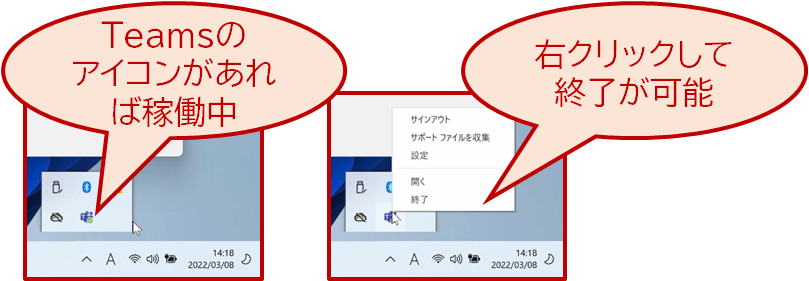 Teamsの
アイコンがあれ
ば稼働中
A
14:18
2022/03/08
右クリックして
終了が可能
サインアウト
サポート ファイルを収集
設定
開く
終了
A
14:18
2022/03/08